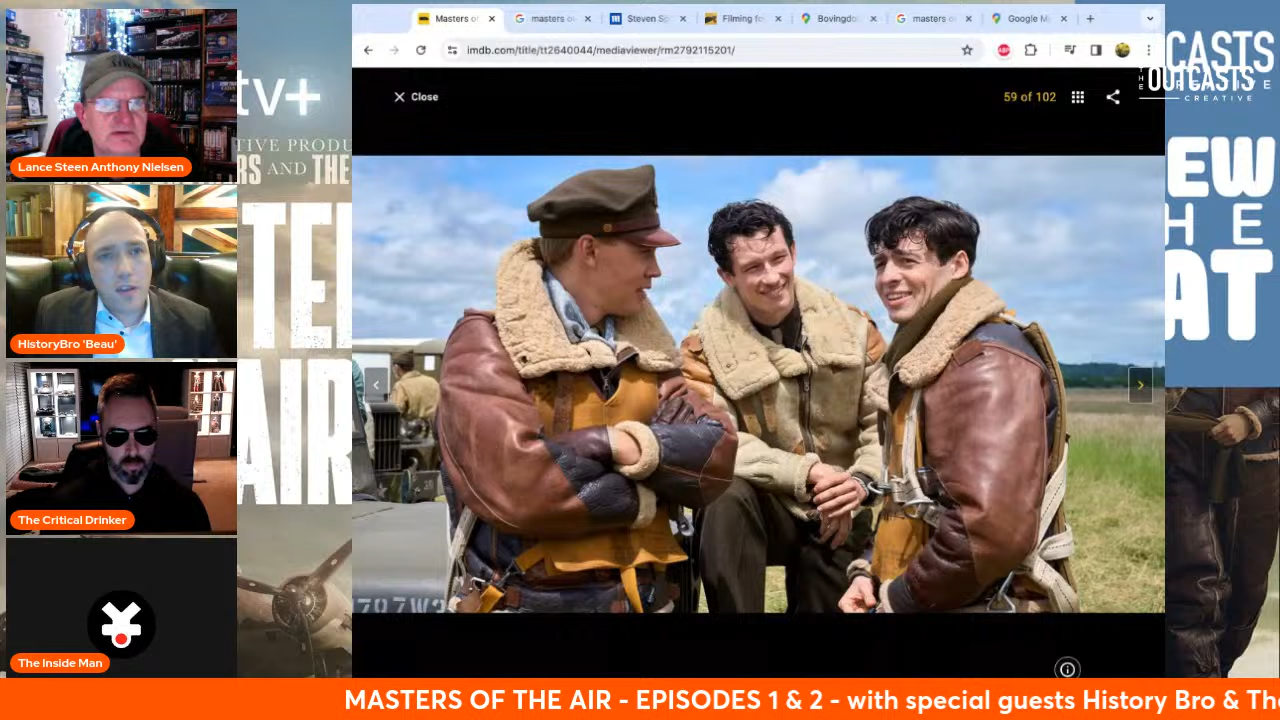 Masters o
masters o
Steven Sp
Filming fo
Bovingdo
masters o
Google M
imdb.com/title/tt2640044/mediaviewer/rm2792115201/
ABP
Close
59 of 102
THE OUTCASTS
CREATIVE
CASTS
tv+
TIVE PRODU
RS AND THE
TE
AIR
EW
HE
AT
Lance Steen Anthony Nielsen
HIstoryBro 'Beau'
The Critical Drinker
The Inside Man
MASTERS OF THE AIR - EPISODES 1 & 2 - with special guests History Bro & Th